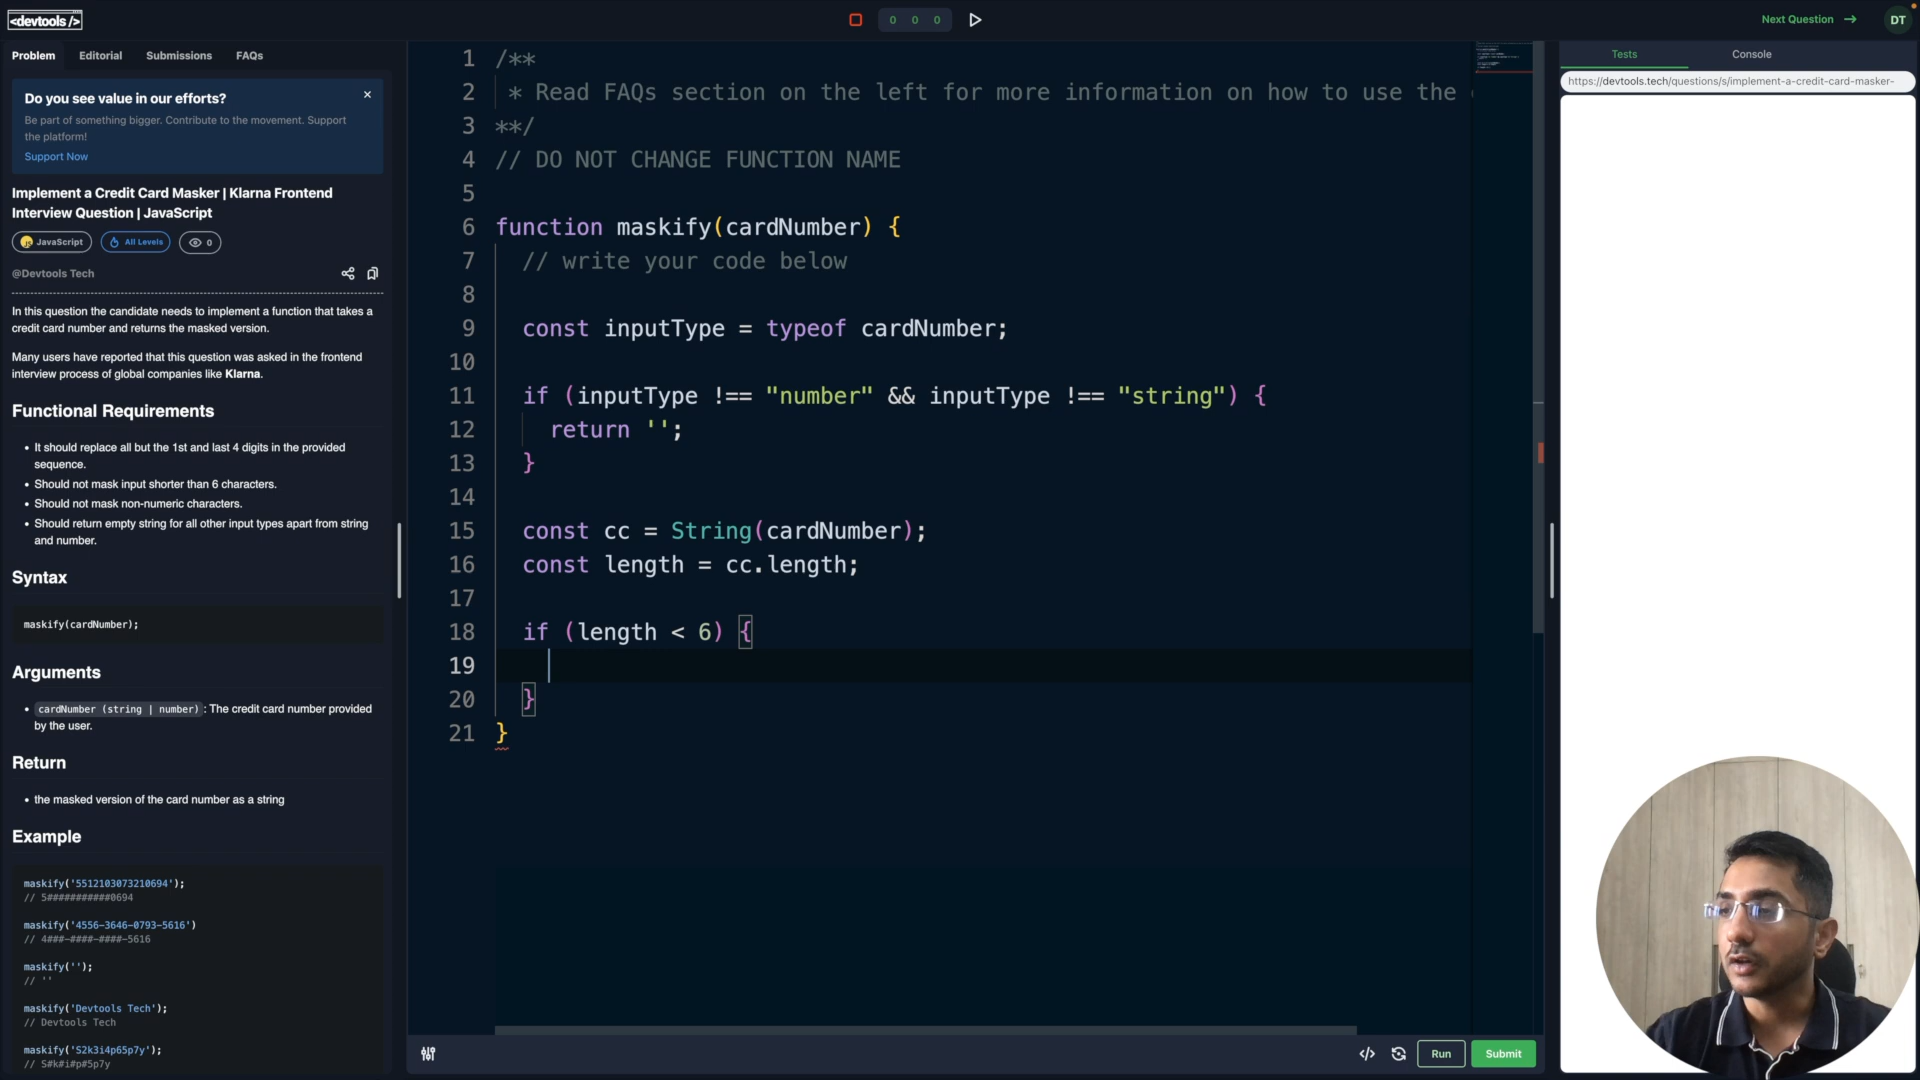 <devtools />
0 0 0
Next Question →
DT
Problem
Editorial
Submissions
FAQs
Do you see value in our efforts?
Be part of something bigger. Contribute to the movement. Support
the platform!
Support Now
Implement a Credit Card Masker | Klarna Frontend
Interview Question | JavaScript
JavaScript
All Levels
0
@Devtools Tech
In this question the candidate needs to implement a function that takes a
credit card number and returns the masked version.
Many users have reported that this question was asked in the frontend
interview process of global companies like Klarna.
Functional Requirements
• It should replace all but the 1st and last 4 digits in the provided
sequence.
• Should not mask input shorter than 6 characters.
• Should not mask non-numeric characters.
• Should return empty string for all other input types apart from string
and number.
Syntax
maskify(cardNumber);
Arguments
• cardNumber (string | number) : The credit card number provided
by the user.
Return
• the masked version of the card number as a string
Example
maskify('5512103073210694');
// 5###########0694
maskify('4556-3646-0793-5616')
// 4###-####-####-5616
maskify('');
// ''
maskify('Devtools Tech');
// Devtools Tech
maskify('S2k3i4p65p7y');
// S#k#i#p#5p7y
1 /**
2 * Read FAQs section on the left for more information on how to use the
3 **/
4 // DO NOT CHANGE FUNCTION NAME
5
6 function maskify(cardNumber) {
7 // write your code below
8
9 const inputType = typeof cardNumber;
10
11 if (inputType !== "number" && inputType !== "string") {
12 return '';
13 }
14
15 const cc = String(cardNumber);
16 const length = cc.length;
17
18 if (length < 6) {
19
20 }
21 }
Run
Submit
Tests
Console
https://devtools.tech/questions/s/implement-a-credit-card-masker-